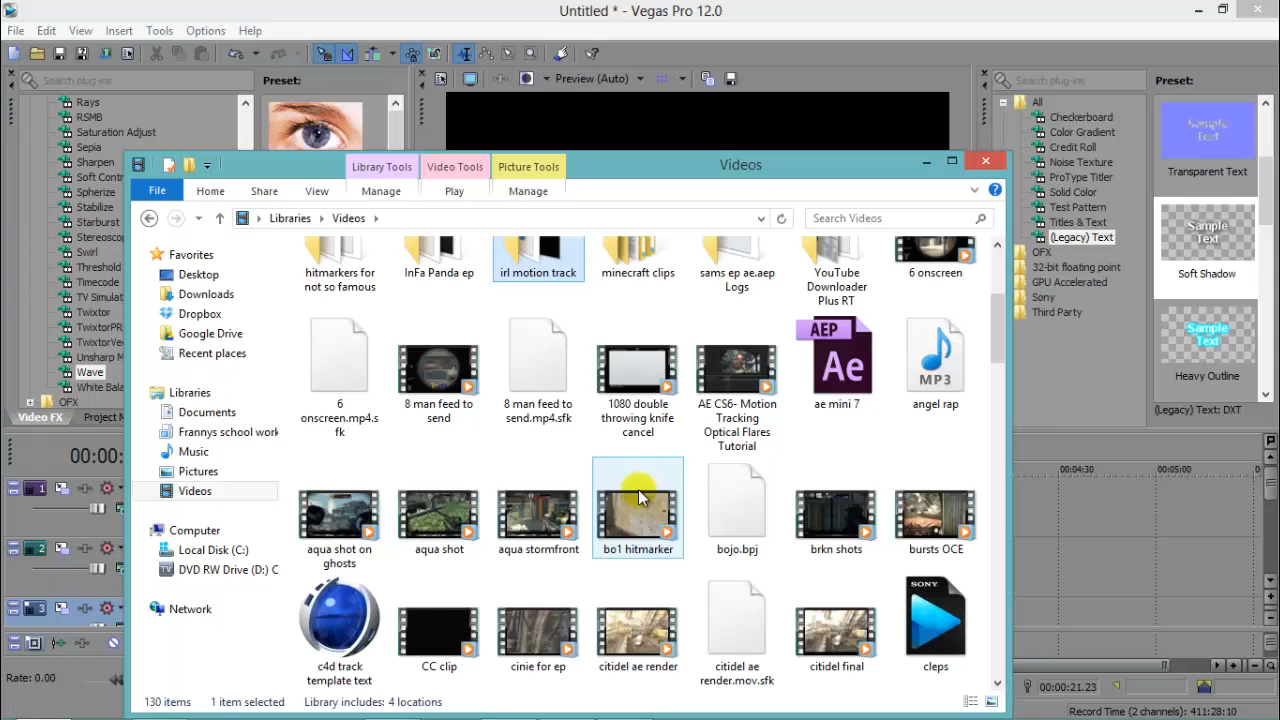 Untitled * - Vegas Pro 12.0
File Edit View Insert Tools Options Help
Search plug-ins
Preset:
Preview (Auto)
Search plug-ins
Preset:
Rays
RSMB
Saturation Adjust
Sepia
Sharpen
Soft Contr
Spherize
Stabilize
Starburst
Stereosco
Swirl
Threshold
Timecode
TV Simulat
Twixtor
TwixtorPR
TwixtorVe
Unsharp M
Wave
White Bala
OFX
Video FX
Project M
All
Checkerboard
Color Gradient
Credit Roll
Noise Texture
ProType Titler
Solid Color
Test Pattern
Titles & Text
(Legacy) Text
OFX
32-bit floating point
GPU Accelerated
Sony
Third Party
Sample
Text
Transparent Text
Sample
Text
Soft Shadow
Sample
Text
Heavy Outline
(Legacy) Text: DXT
Library Tools
Video Tools
Picture Tools
Videos
File
Home
Share
View
Manage
Play
Manage
Libraries
Videos
Search Videos
Favorites
Desktop
Downloads
Dropbox
Google Drive
Recent places
Libraries
Documents
Frannys school work
Music
Pictures
Videos
Computer
Local Disk (C:)
DVD RW Drive (D:) C
Network
hitmarkers for
not so famous
InFa Panda ep
irl motion track
minecraft clips
sams ep ae.aep
Logs
YouTube
Downloader
Plus RT
6 onscreen
6
onscreen.mp4.s
fk
8 man feed to
send
8 man feed to
send.mp4.sfk
1080 double
throwing knife
cancel
AE CS6- Motion
Tracking
Optical Flares
Tutorial
AEP
Ae
ae mini 7
MP3
angel rap
aqua shot on
ghosts
aqua shot
aqua stormfront
bo1 hitmarker
bojo.bpj
brkn shots
bursts OCE
c4d track
template text
CC clip
cinie for ep
citidel ae render
citidel ae
render.mov.sfk
citidel final
SONY
cleps
130 items
1 item selected
Library includes: 4 locations
00:00:
1
2
3
Rate: 0.00
00:04:30
00:05:00
00:00:21.23
Record Time (2 channels): 411:28:10